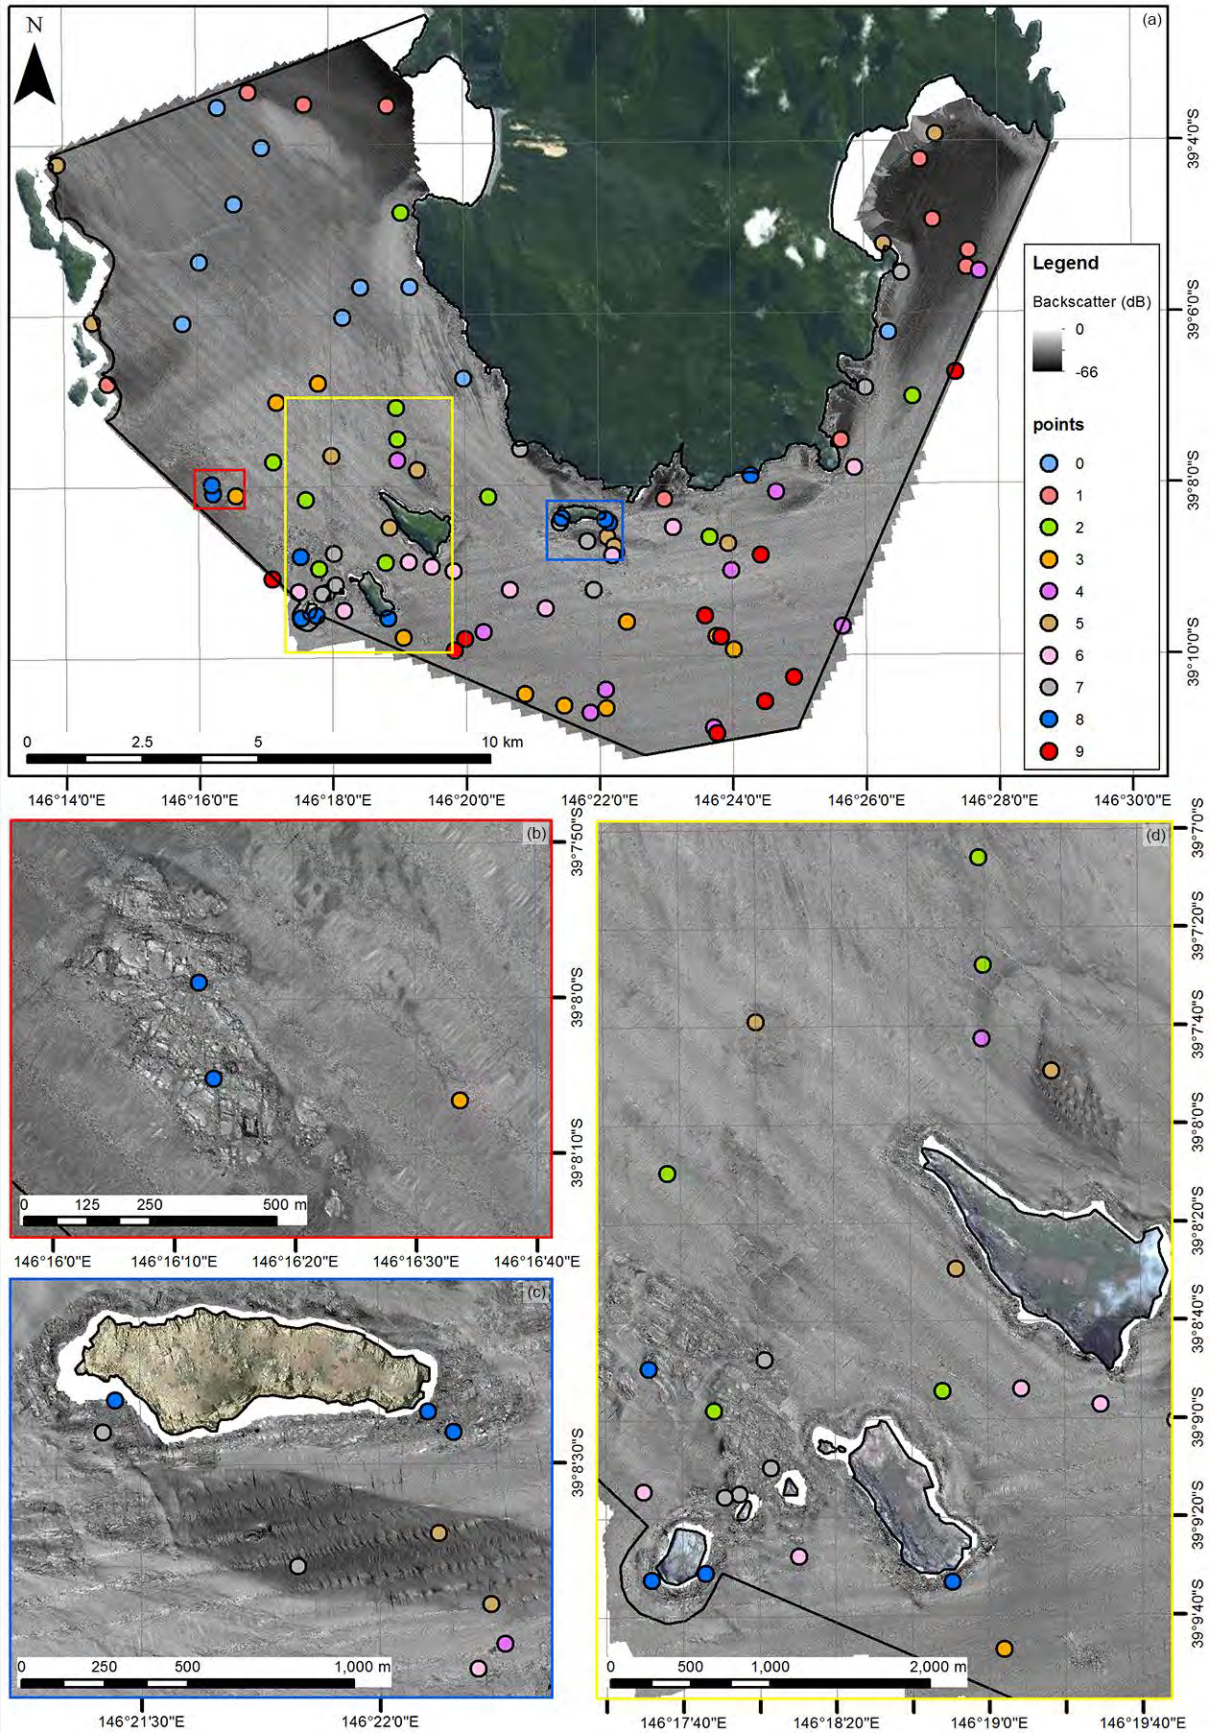 N
(a)
39°4'0"S
39°6'0"S
39°8'0"S
39°10'0"S
Legend
Backscatter (dB)
0
-66
points
0
1
2
3
4
5
6
7
8
9
0 2.5 5 10 km
146°14'0"E 146°16'0"E 146°18'0"E 146°20'0"E 146°22'0"E 146°24'0"E 146°26'0"E 146°28'0"E 146°30'0"E
(b)
39°7'50"S
39°8'0"S
39°8'10"S
0 125 250 500 m
146°16'0"E 146°16'10"E 146°16'20"E 146°16'30"E 146°16'40"E
(c)
39°8'30"S
0 250 500 1,000 m
146°21'30"E 146°22'0"E
(d)
39°7'0"S
39°7'20"S
39°7'40"S
39°8'0"S
39°8'20"S
39°8'40"S
39°9'0"S
39°9'20"S
39°9'40"S
0 500 1,000 2,000 m
146°17'40"E 146°18'20"E 146°19'0"E 146°19'40"E